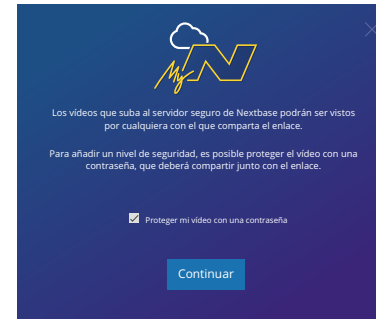 My N
Los vídeos que suba al servidor seguro de Nextbase podrán ser vistos
por cualquiera con el que comparta el enlace.
Para añadir un nivel de seguridad, es posible proteger el vídeo con una
contraseña, que deberá compartir junto con el enlace.
Proteger mi vídeo con una contraseña
Continuar